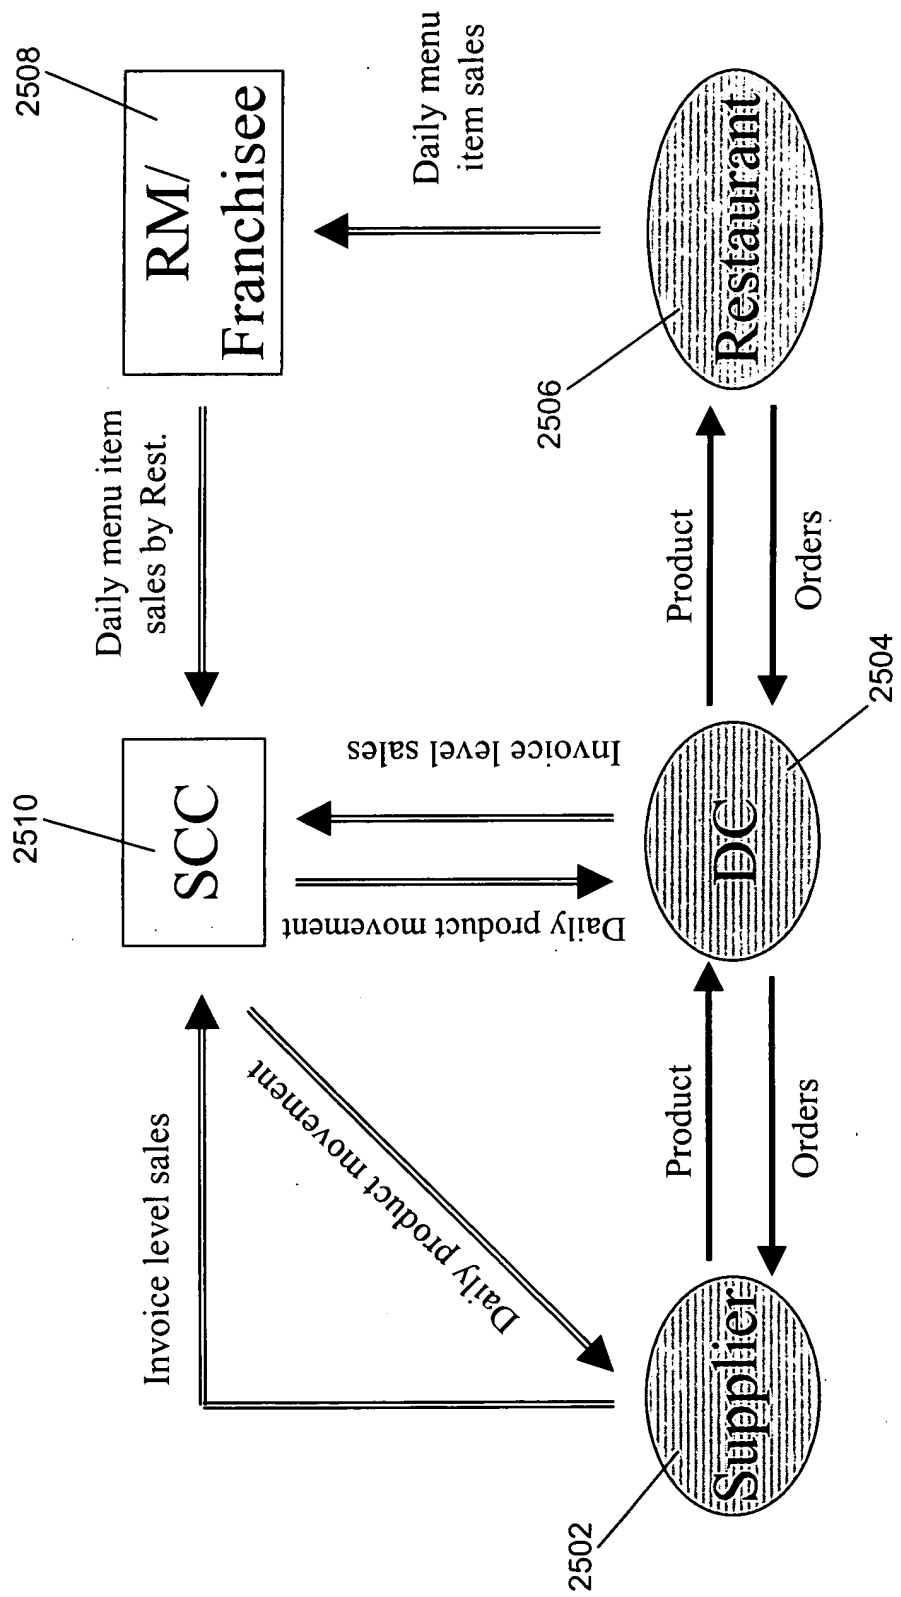 2510
2508
SCC
RM/
Franchisee
Invoice level sales
Daily menu item
sales by Rest.
Daily product movement
Daily product movement
Invoice level sales
Daily menu
item sales
2502
2506
Supplier
Product
Orders
DC
Product
Orders
Restaurant
2504